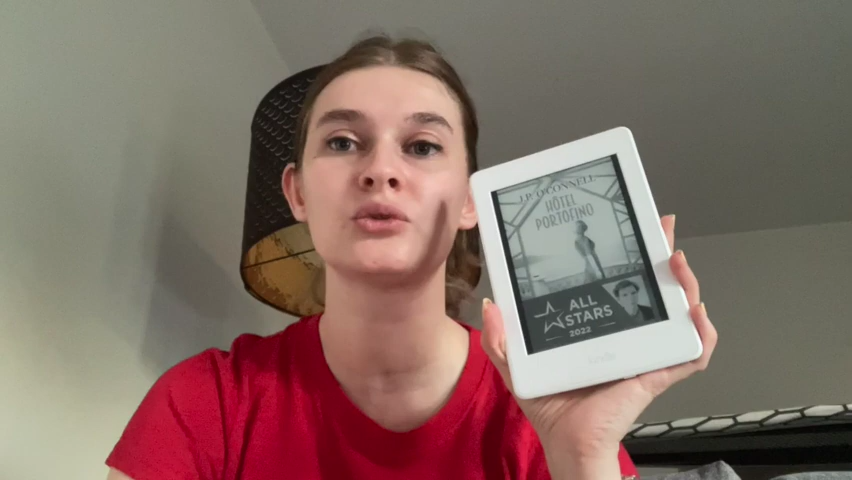 J.P. O'CONNELL
HÔTEL
PORTOFINO
ALL
STARS
2022
kindle